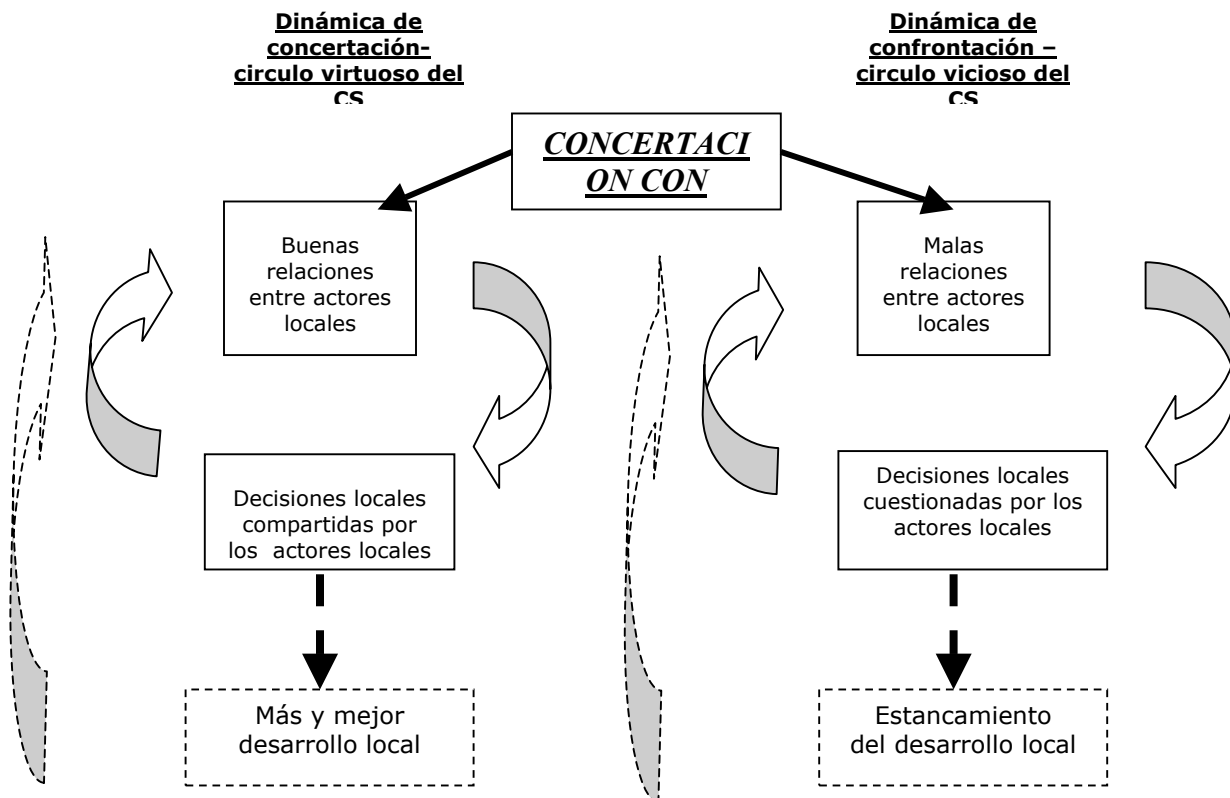 Dinámica de
concertación-
circulo virtuoso del
CS
Dinámica de
confrontación –
circulo vicioso del
CS
CONCERTACI
ON CON
Buenas
relaciones
entre actores
locales
Malas
relaciones
entre actores
locales
Decisiones locales
compartidas por
los actores locales
Decisiones locales
cuestionadas por los
actores locales
Más y mejor
desarrollo local
Estancamiento
del desarrollo local